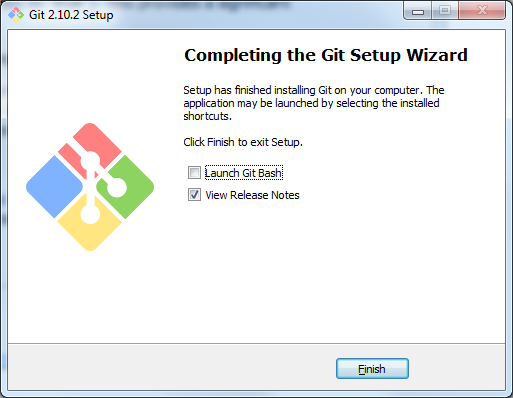 Git 2.10.2 Setup
Completing the Git Setup Wizard
Setup has finished installing Git on your computer. The
application may be launched by selecting the installed
shortcuts.
Click Finish to exit Setup.
Launch Git Bash
View Release Notes
Finish